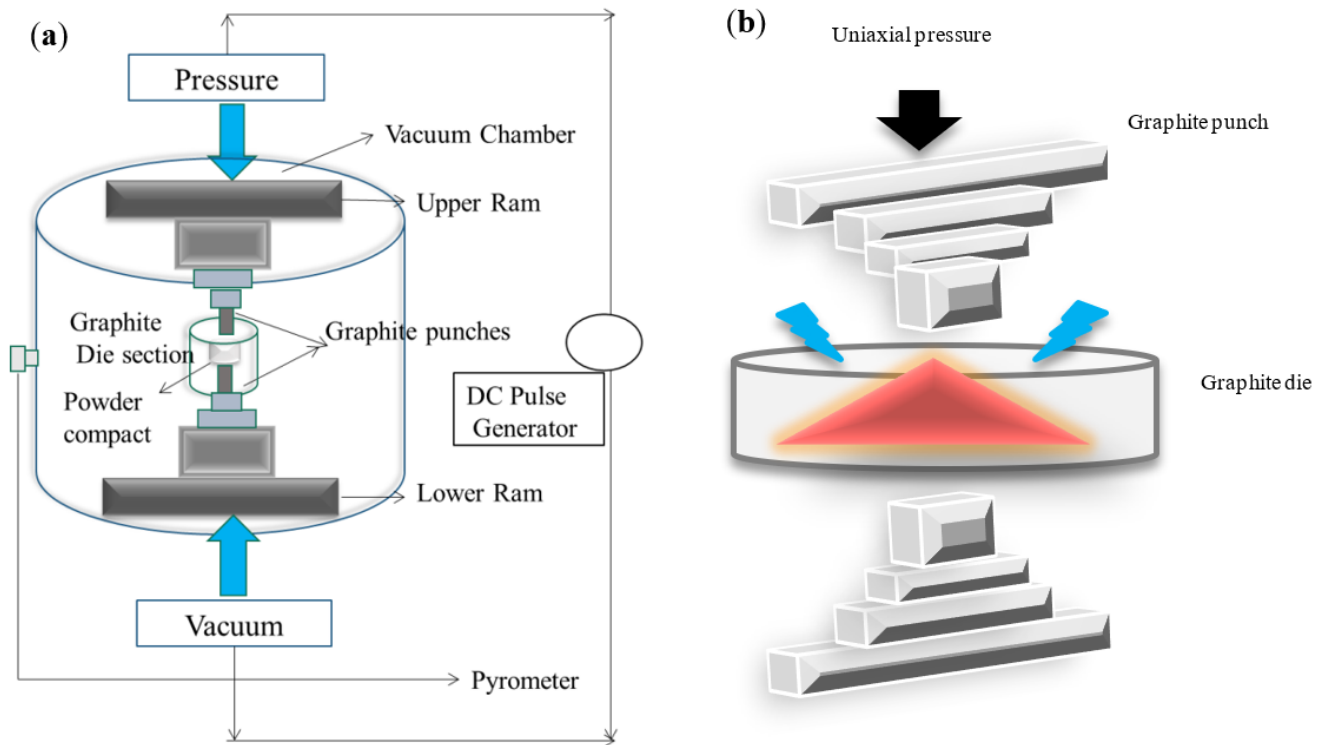 (a)
Pressure
Vacuum Chamber
Upper Ram
Graphite
Die section
Graphite punches
Powder
compact
DC Pulse
Generator
Lower Ram
Vacuum
Pyrometer
(b)
Uniaxial pressure
Graphite punch
Graphite die